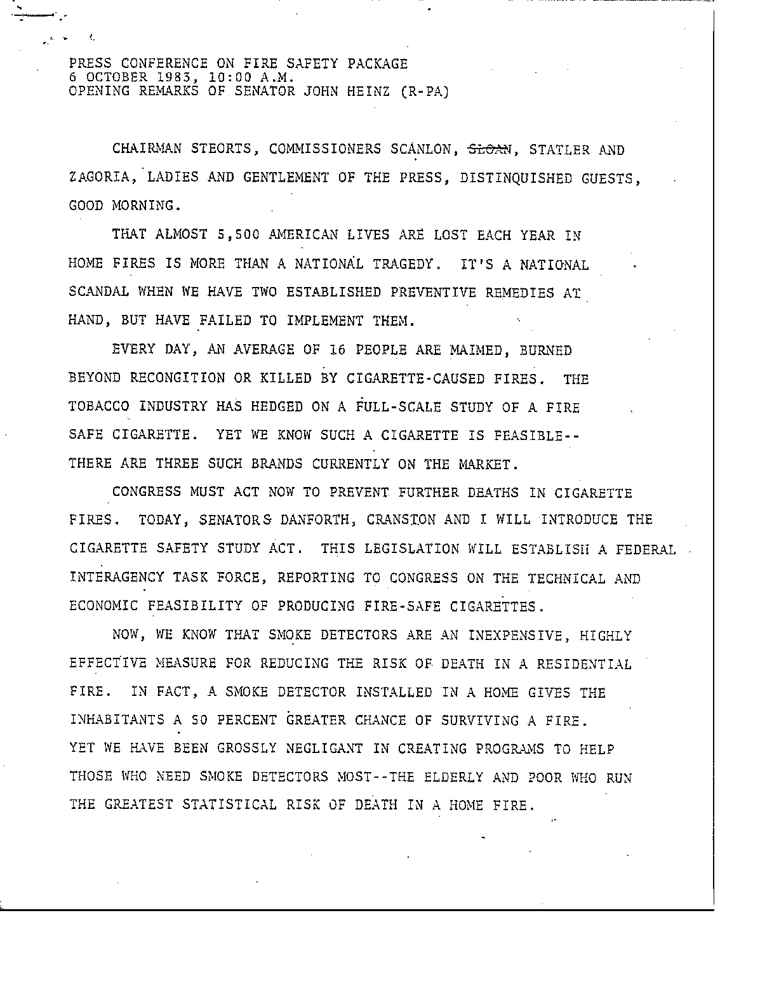 PRESS CONFERENCE ON FIRE SAFETY PACKAGE
6 OCTOBER 1983, 10:00 A.M.
OPENING REMARKS OF SENATOR JOHN HEINZ (R-PA)
CHAIRMAN STEORTS, COMMISSIONERS SCANLON, SLOAN, STATLER AND
ZAGORIA, LADIES AND GENTLEMENT OF THE PRESS, DISTINQUISHED GUESTS,
GOOD MORNING.
THAT ALMOST 5,500 AMERICAN LIVES ARE LOST EACH YEAR IN
HOME FIRES IS MORE THAN A NATIONAL TRAGEDY. IT'S A NATIONAL
SCANDAL WHEN WE HAVE TWO ESTABLISHED PREVENTIVE REMEDIES AT
HAND, BUT HAVE FAILED TO IMPLEMENT THEM.
EVERY DAY, AN AVERAGE OF 16 PEOPLE ARE MAIMED, BURNED
BEYOND RECONGITION OR KILLED BY CIGARETTE-CAUSED FIRES. THE
TOBACCO INDUSTRY HAS HEDGED ON A FULL-SCALE STUDY OF A FIRE
SAFE CIGARETTE. YET WE KNOW SUCH A CIGARETTE IS FEASIBLE--
THERE ARE THREE SUCH BRANDS CURRENTLY ON THE MARKET.
CONGRESS MUST ACT NOW TO PREVENT FURTHER DEATHS IN CIGARETTE
FIRES. TODAY, SENATORS DANFORTH, CRANSTON AND I WILL INTRODUCE THE
CIGARETTE SAFETY STUDY ACT. THIS LEGISLATION WILL ESTABLISH A FEDERAL
INTERAGENCY TASK FORCE, REPORTING TO CONGRESS ON THE TECHNICAL AND
ECONOMIC FEASIBILITY OF PRODUCING FIRE-SAFE CIGARETTES.
NOW, WE KNOW THAT SMOKE DETECTORS ARE AN INEXPENSIVE, HIGHLY
EFFECTIVE MEASURE FOR REDUCING THE RISK OF DEATH IN A RESIDENTIAL
FIRE. IN FACT, A SMOKE DETECTOR INSTALLED IN A HOME GIVES THE
INHABITANTS A 50 PERCENT GREATER CHANCE OF SURVIVING A FIRE.
YET WE HAVE BEEN GROSSLY NEGLIGANT IN CREATING PROGRAMS TO HELP
THOSE WHO NEED SMOKE DETECTORS MOST--THE ELDERLY AND POOR WHO RUN
THE GREATEST STATISTICAL RISK OF DEATH IN A HOME FIRE.